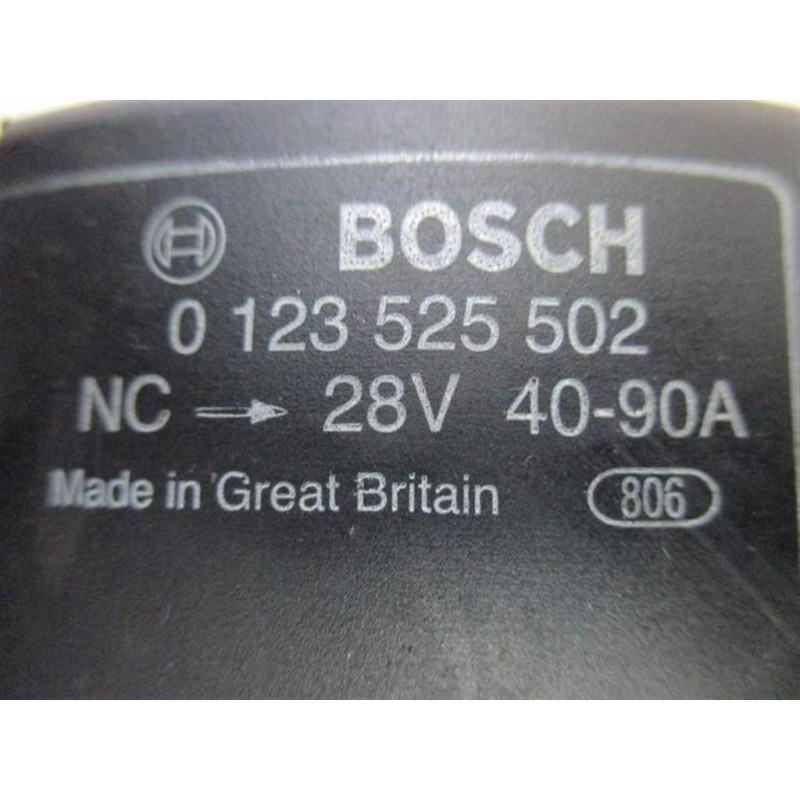 BOSCH
0 123 525 502
NC → 28V 40-90A
Made in Great Britain 806